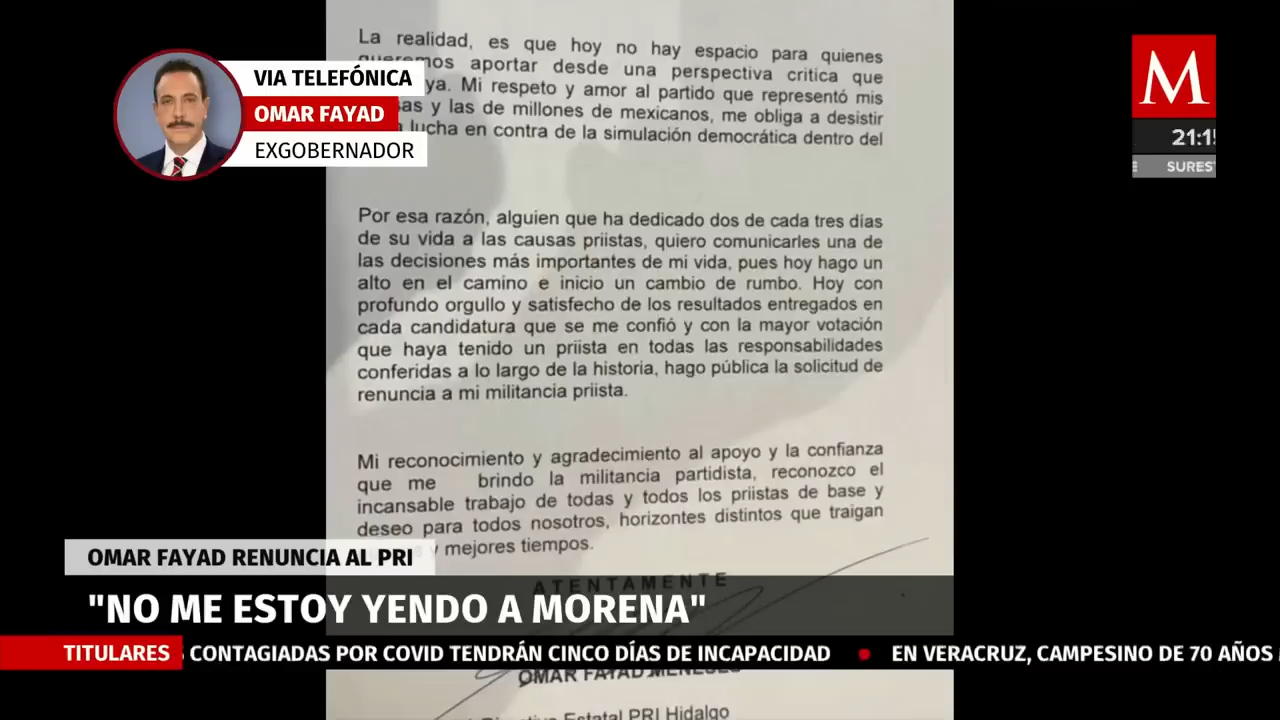 La realidad, es que hoy no hay espacio para quienes
queremos aportar desde una perspectiva critica que
ya. Mi respeto y amor al partido que representó mis
sas y las de millones de mexicanos, me obliga a desistir
lucha en contra de la simulación democrática dentro del
Por esa razón, alguien que ha dedicado dos de cada tres días
de su vida a las causas priistas, quiero comunicarles una de
las decisiones más importantes de mi vida, pues hoy hago un
alto en el camino e inicio un cambio de rumbo. Hoy con
profundo orgullo y satisfecho de los resultados entregados en
cada candidatura que se me confió y con la mayor votación
que haya tenido un priista en todas las responsabilidades
conferidas a lo largo de la historia, hago pública la solicitud de
renuncia a mi militancia priista.
Mi reconocimiento y agradecimiento al apoyo y la confianza
que me brindo la militancia partidista, reconozco el
incansable trabajo de todas y todos los priistas de base y
deseo para todos nosotros, horizontes distintos que traigan
y mejores tiempos.
ATENTAMENTE
OMAR FAYAD MENESES
Estatal PRI Hidalgo
VIA TELEFÓNICA
OMAR FAYAD
EXGOBERNADOR
M
21:15
SUREST
OMAR FAYAD RENUNCIA AL PRI
"NO ME ESTOY YENDO A MORENA"
TITULARES
CONTAGIADAS POR COVID TENDRÁN CINCO DÍAS DE INCAPACIDAD
EN VERACRUZ, CAMPESINO DE 70 AÑOS